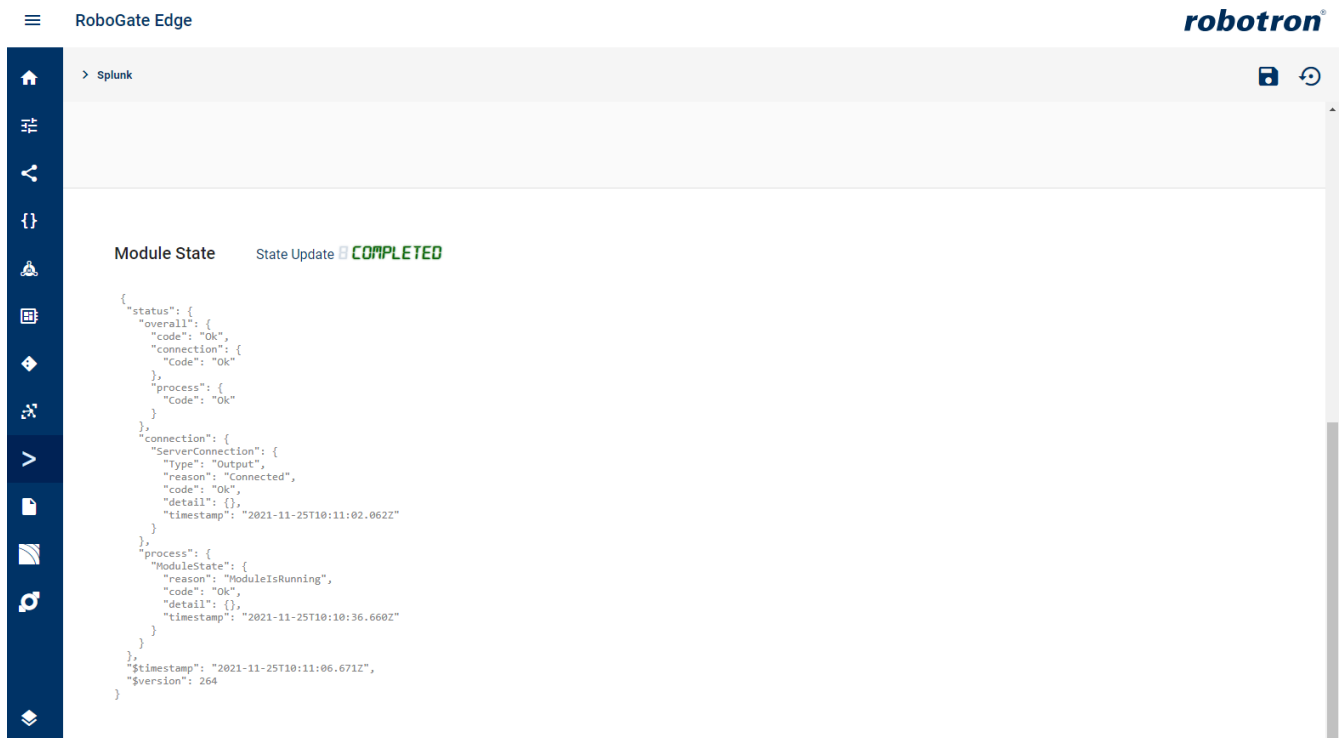 RoboGate Edge
robotron®
> Splunk
Module State
State Update COMPLETED
{
"status": {
"overall": {
"code": "Ok",
"connection": {
"Code": "Ok"
},
"process": {
"Code": "Ok"
}
},
"connection": {
"ServerConnection": {
"Type": "Output",
"reason": "Connected",
"code": "Ok",
"detail": {},
"timestamp": "2021-11-25T10:11:02.062Z"
}
},
"process": {
"ModuleState": {
"reason": "ModuleIsRunning",
"code": "Ok",
"detail": {},
"timestamp": "2021-11-25T10:10:36.660Z"
}
}
},
"$timestamp": "2021-11-25T10:11:06.671Z",
"$version": 264
}